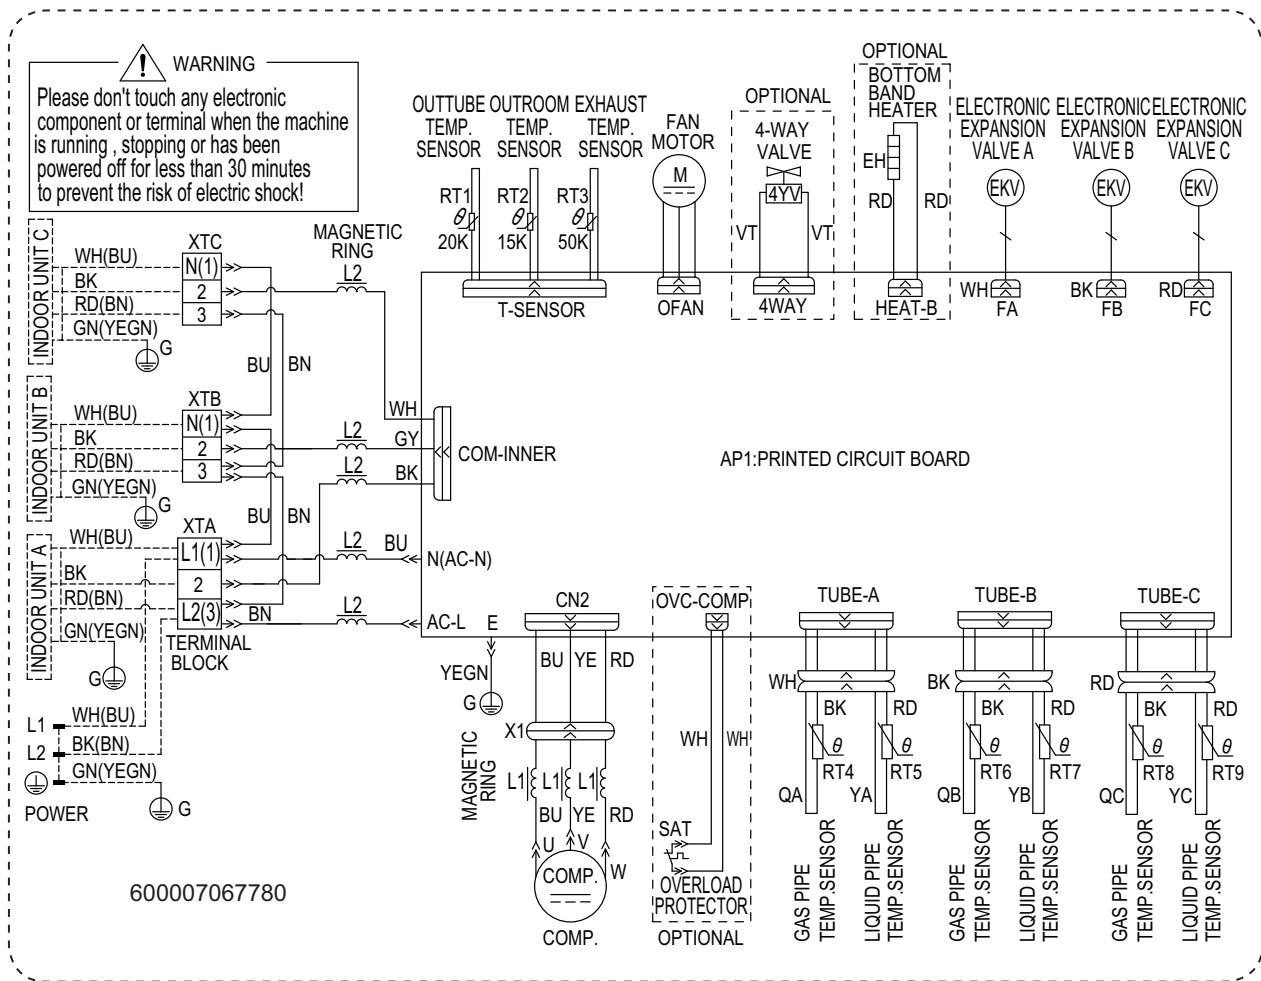 WARNING
Please don't touch any electronic
component or terminal when the machine
is running , stopping or has been
powered off for less than 30 minutes
to prevent the risk of electric shock!
OUTTUBE OUTROOM EXHAUST
TEMP. TEMP. TEMP.
SENSOR SENSOR SENSOR
RT1 RT2 RT3
θ θ θ
20K 15K 50K
T-SENSOR
FAN
MOTOR
M
OFAN
OPTIONAL
4-WAY
VALVE
4YV
VT VT
4WAY
OPTIONAL
BOTTOM
BAND
HEATER
EH
RD RD
HEAT-B
ELECTRONIC ELECTRONIC ELECTRONIC
EXPANSION EXPANSION EXPANSION
VALVE A VALVE B VALVE C
EKV EKV EKV
WH BK RD
FA FB FC
INDOOR UNIT C
WH(BU)
BK
RD(BN)
GN(YEGN)
G
XTC
N(1)
2
3
MAGNETIC
RING
L2
BU BN
INDOOR UNIT B
WH(BU)
BK
RD(BN)
GN(YEGN)
G
XTB
N(1)
2
3
L2
L2
WH
GY
BK
COM-INNER
AP1:PRINTED CIRCUIT BOARD
BU BN
INDOOR UNIT A
WH(BU)
BK
RD(BN)
GN(YEGN)
G
XTA
L1(1)
2
L2(3)
TERMINAL
BLOCK
L2 BU
N(AC-N)
BN
L2
AC-L
E
YEGN
G
L1 WH(BU)
L2 BK(BN)
GN(YEGN)
POWER
G
600007067780
CN2
BU YE RD
X1
MAGNETIC
RING
L1 L1 L1
BU YE RD
U V W
COMP.
COMP.
OVC-COMP
WH WH
SAT
OVERLOAD
PROTECTOR
OPTIONAL
TUBE-A
WH
BK RD
θ θ
RT4 RT5
QA YA
GAS PIPE
TEMP.SENSOR
LIQUID PIPE
TEMP.SENSOR
TUBE-B
BK
BK RD
θ θ
RT6 RT7
QB YB
GAS PIPE
TEMP.SENSOR
LIQUID PIPE
TEMP.SENSOR
TUBE-C
RD
BK RD
θ θ
RT8 RT9
QC YC
GAS PIPE
TEMP.SENSOR
LIQUID PIPE
TEMP.SENSOR